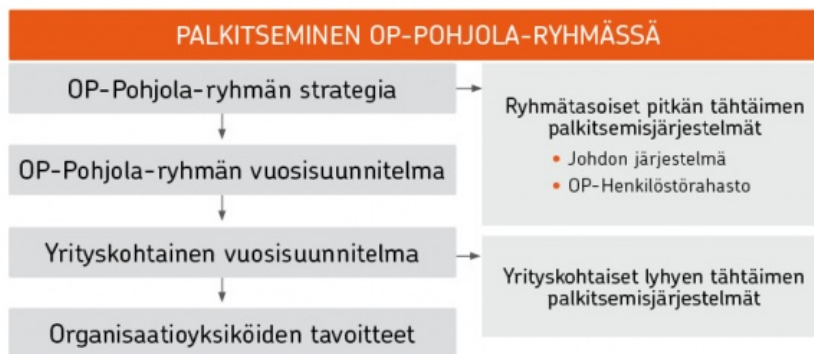 PALKITSEMINEN OP-POHJOLA-RYHMÄSSÄ
OP-Pohjola-ryhmän strategia
OP-Pohjola-ryhmän vuosisuunnitelma
Yrityskohtainen vuosisuunnitelma
Organisaatioyksiköiden tavoitteet
Ryhmätasoiset pitkän tähtäimen
palkitsemisjärjestelmät
• Johdon järjestelmä
• OP-Henkilöstörahasto
Yrityskohtaiset lyhyen tähtäimen
palkitsemisjärjestelmät